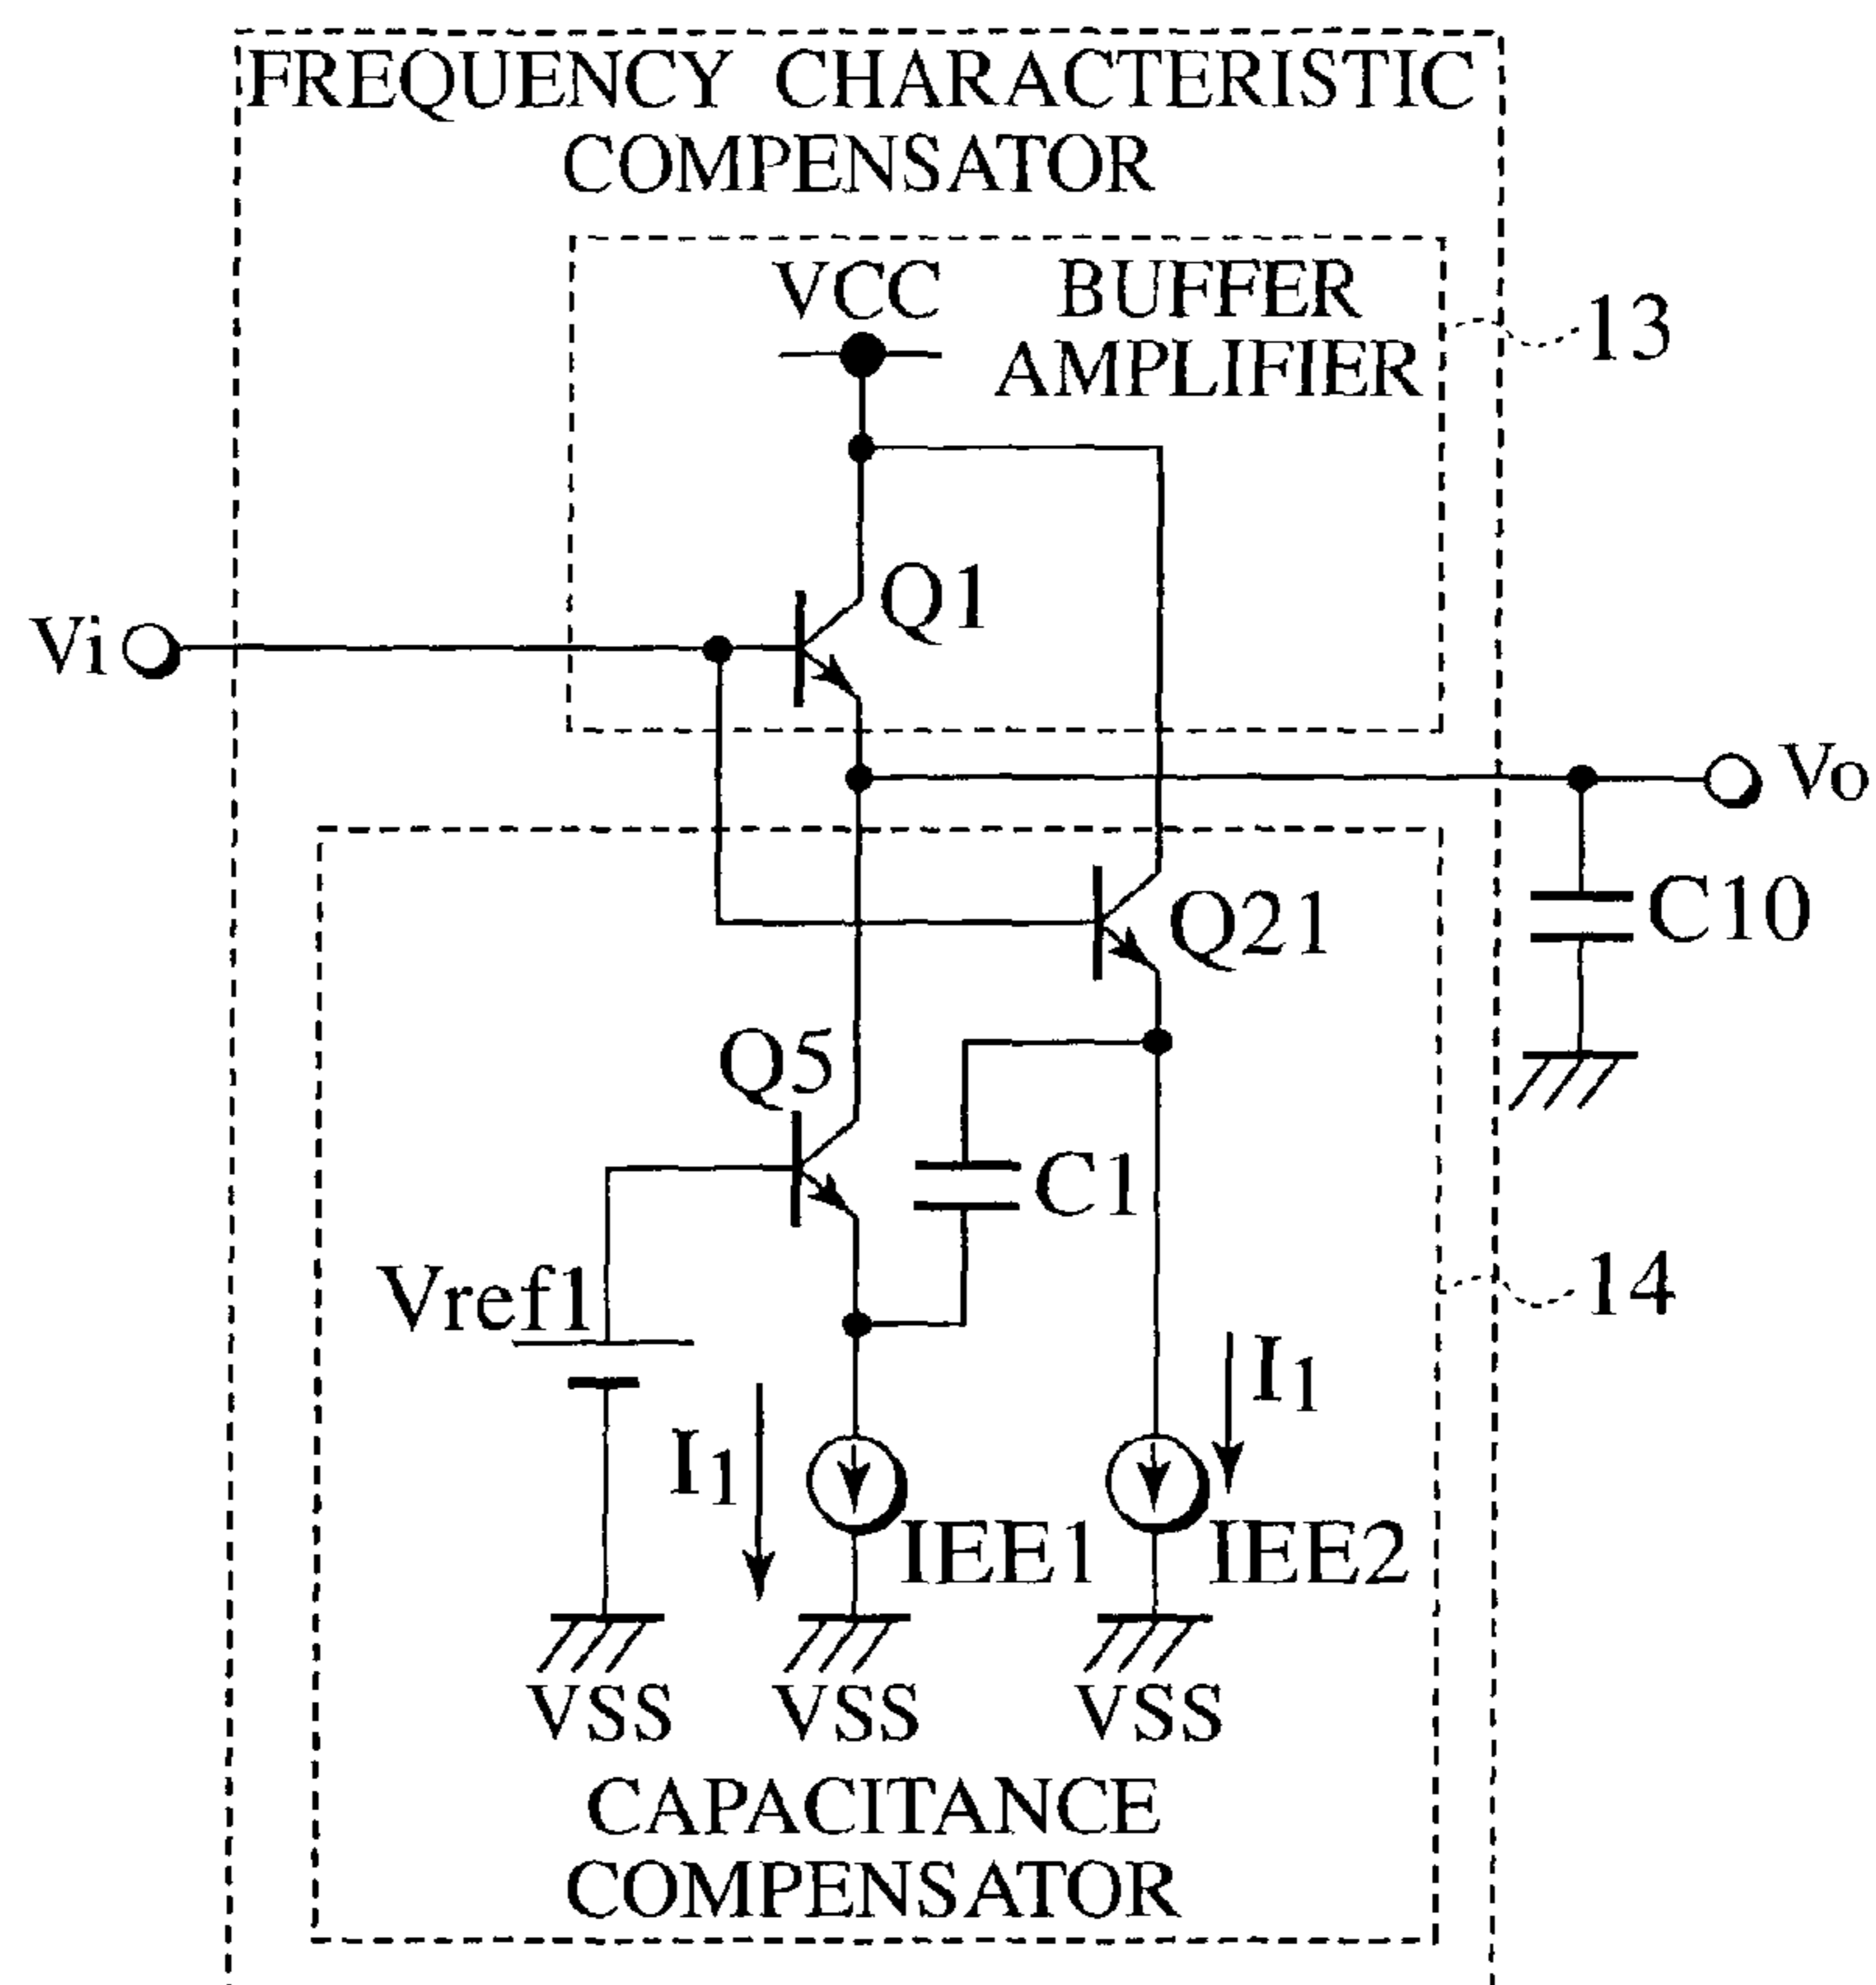 FREQUENCY CHARACTERISTIC
COMPENSATOR
VCC
BUFFER
AMPLIFIER
13
Q1
Vi
Vo
Q21
C10
Q5
C1
Vref1
14
I1
I1
IEE1
IEE2
VSS
VSS
VSS
CAPACITANCE
COMPENSATOR